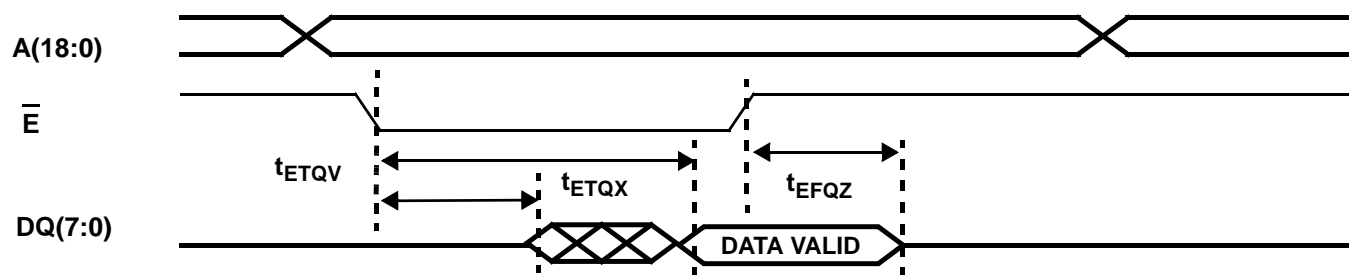 A(18:0)
E
tETQV
tETQX
tEFQZ
DQ(7:0)
DATA VALID